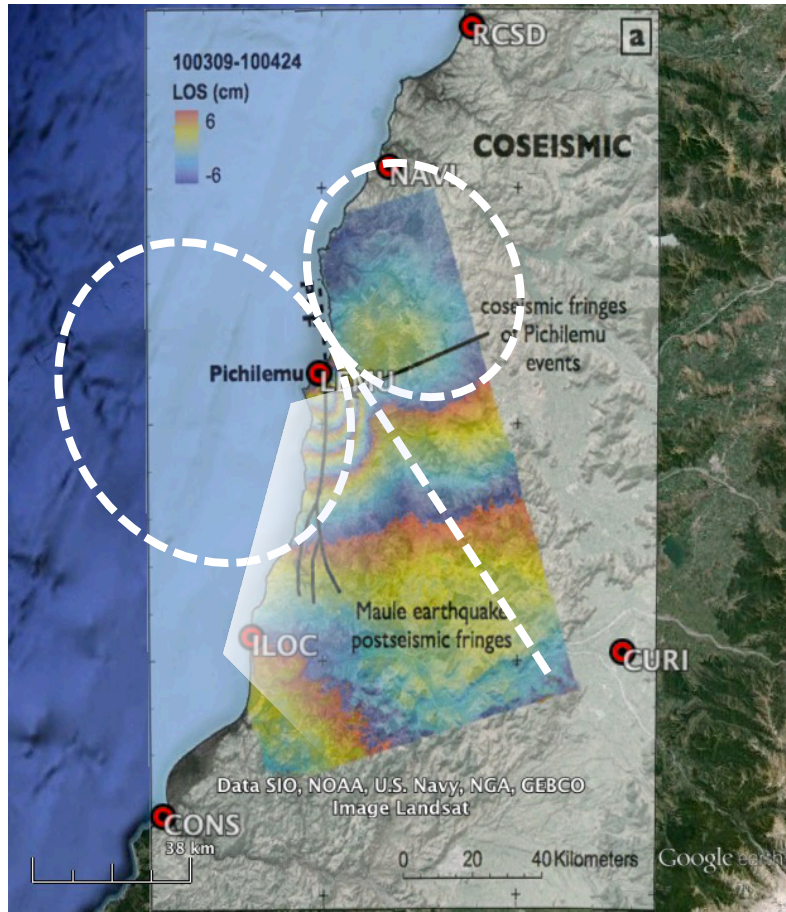 RCSD
a
100309-100424
LOS (cm)
6
-6
COSEISMIC
NAVI
coseismic fringes
of Pichilemu
events
Pichilemu
LEMU
Maule earthquake
postseismic fringes
ILOC
CURI
Data SIO, NOAA, U.S. Navy, NGA, GEBCO
Image Landsat
CONS
38 km
0 20 40 Kilometers
Google earth